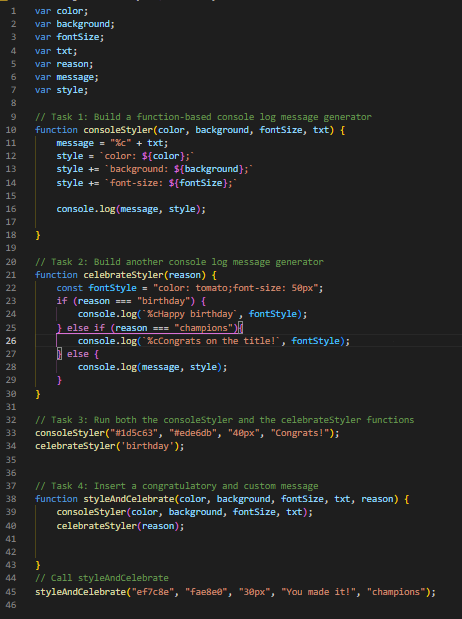 1 var color;
2 var background;
3 var fontSize;
4 var txt;
5 var reason;
6 var message;
7 var style;
8
9 // Task 1: Build a function-based console log message generator
10 function consoleStyler(color, background, fontSize, txt) {
11 message = "%c" + txt;
12 style = `color: ${color};`
13 style += `background: ${background};`
14 style += `font-size: ${fontSize};`
15
16 console.log(message, style);
17
18 }
19
20 // Task 2: Build another console log message generator
21 function celebrateStyler(reason) {
22 const fontStyle = "color: tomato;font-size: 50px";
23 if (reason === "birthday") {
24 console.log(`%cHappy birthday`, fontStyle);
25 } else if (reason === "champions"){
26 console.log(`%cCongrats on the title!`, fontStyle);
27 } else {
28 console.log(message, style);
29 }
30 }
31
32 // Task 3: Run both the consoleStyler and the celebrateStyler functions
33 consoleStyler("#1d5c63", "#ede6db", "40px", "Congrats!");
34 celebrateStyler('birthday');
35
36
37 // Task 4: Insert a congratulatory and custom message
38 function styleAndCelebrate(color, background, fontSize, txt, reason) {
39 consoleStyler(color, background, fontSize, txt);
40 celebrateStyler(reason);
41
42
43 }
44 // Call styleAndCelebrate
45 styleAndCelebrate("ef7c8e", "fae8e0", "30px", "You made it!", "champions");
46